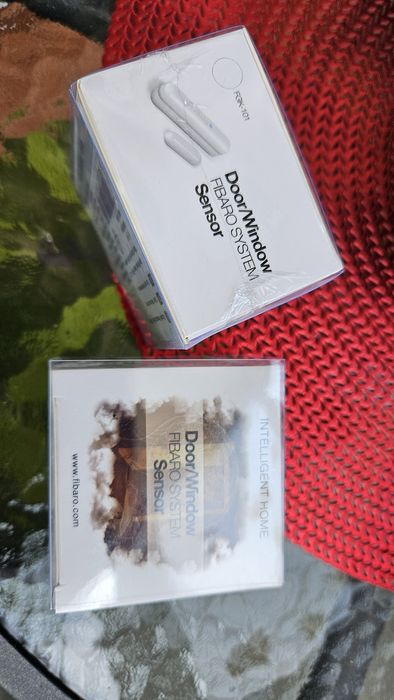 FGK-101
Door/Window
FIBARO SYSTEM
Sensor
INTELLIGENT HOME
Door/Window
FIBARO SYSTEM
Sensor
www.fibaro.com